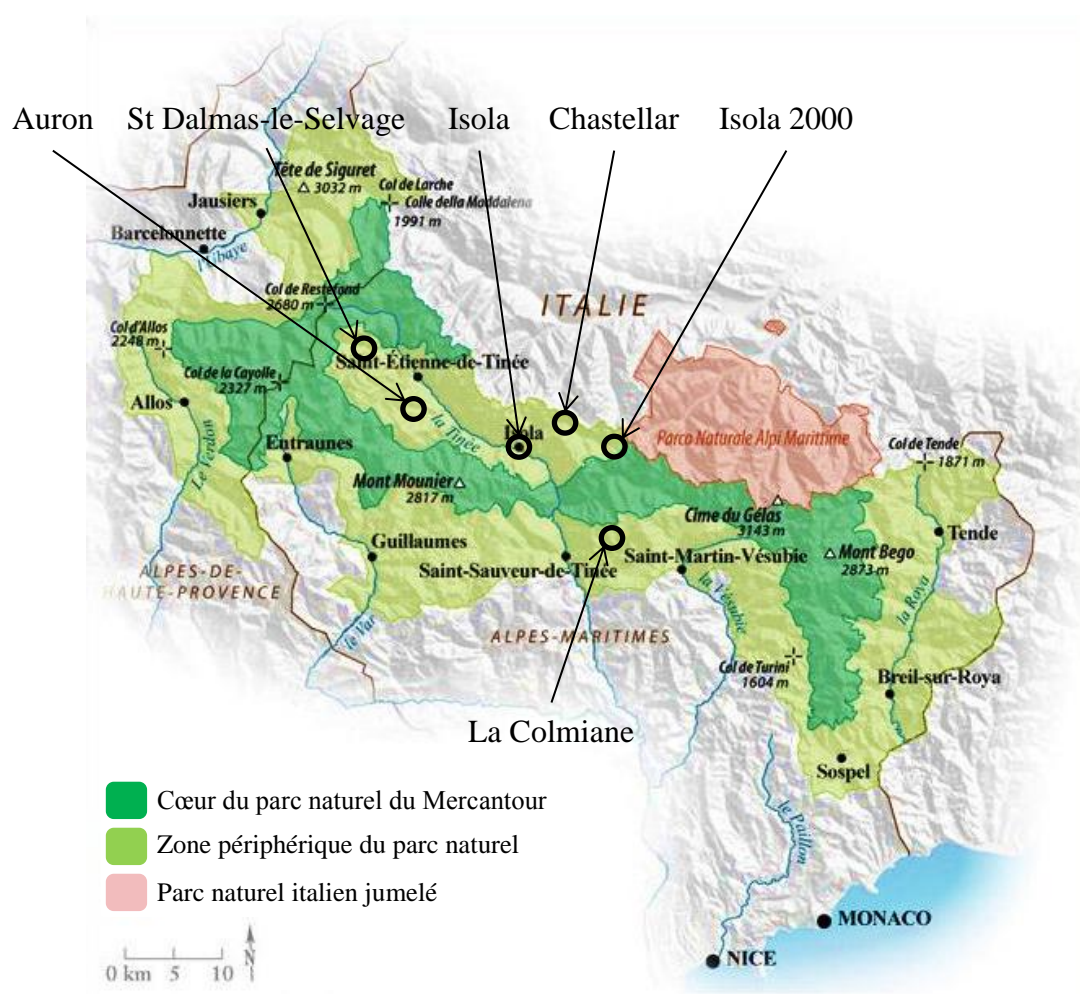 Auron St Dalmas-le-Selvage Isola Chastellar Isola 2000
Tête de Siguret
3032 m
Col de Larche
Colle della Maddalena
1991 m
Jausiers
Barcelonnette
l'Ubaye
Col de Restefond
2680 m
ITALIE
Col d'Allos
2248 m
Saint-Étienne-de-Tinée
Col de la Cayolle
2327 m
Allos
la Tinée
Isola
Parco Naturale Alpi Marittime
Col de Tende
1871 m
Le Verdon
Entraunes
Mont Mounier
2817 m
Cime du Gélas
3143 m
Tende
Guillaumes
Saint-Sauveur-de-Tinée
Saint-Martin-Vésubie
Mont Bego
2873 m
ALPES-DE-
HAUTE-PROVENCE
la Vésubie
la Roya
le Var
ALPES-MARITIMES
Col de Turini
1604 m
Breil-sur-Roya
La Colmiane
Sospel
le Paillon
Cœur du parc naturel du Mercantour
Zone périphérique du parc naturel
Parc naturel italien jumelé
MONACO
NICE
N
0 km 5 10